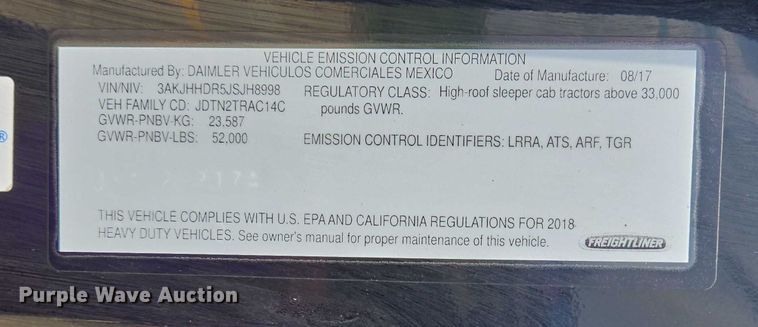 VEHICLE EMISSION CONTROL INFORMATION
Manufactured By: DAIMLER VEHICULOS COMERCIALES MEXICO Date of Manufacture: 08/17
VIN/NIV: 3AKJHHDR5JSJH8998 REGULATORY CLASS: High-roof sleeper cab tractors above 33,000
VEH FAMILY CD: JDTN2TRAC14C pounds GVWR.
GVWR-PNBV-KG: 23,587
GVWR-PNBV-LBS: 52,000 EMISSION CONTROL IDENTIFIERS: LRRA, ATS, ARF, TGR
THIS VEHICLE COMPLIES WITH U.S. EPA AND CALIFORNIA REGULATIONS FOR 2018
HEAVY DUTY VEHICLES. See owner's manual for proper maintenance of this vehicle. FREIGHTLINER
®
Purple Wave Auction